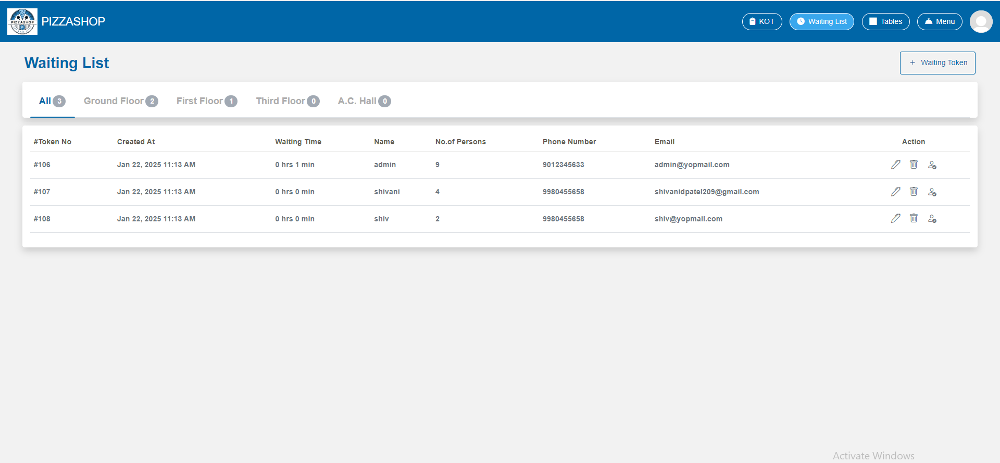 PIZZASHOP
PIZZASHOP
KOT
Waiting List
Tables
Menu
Waiting List
+ Waiting Token
All 3
Ground Floor 2
First Floor 1
Third Floor 0
A.C. Hall 0
#Token No Created At Waiting Time Name No.of Persons Phone Number Email Action
#106 Jan 22, 2025 11:13 AM 0 hrs 1 min admin 9 9012345633 admin@yopmail.com
#107 Jan 22, 2025 11:13 AM 0 hrs 0 min shivani 4 9980455658 shivanidpatel209@gmail.com
#108 Jan 22, 2025 11:13 AM 0 hrs 0 min shiv 2 9980455658 shiv@yopmail.com
Activate Windows